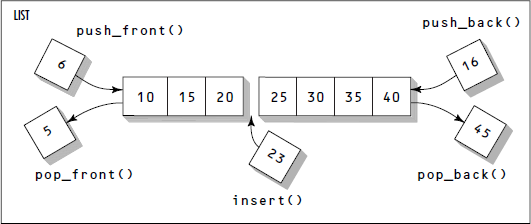 LIST
push_front()
push_back()
6
16
10 15 20
25 30 35 40
5
23
45
pop_front()
pop_back()
insert()